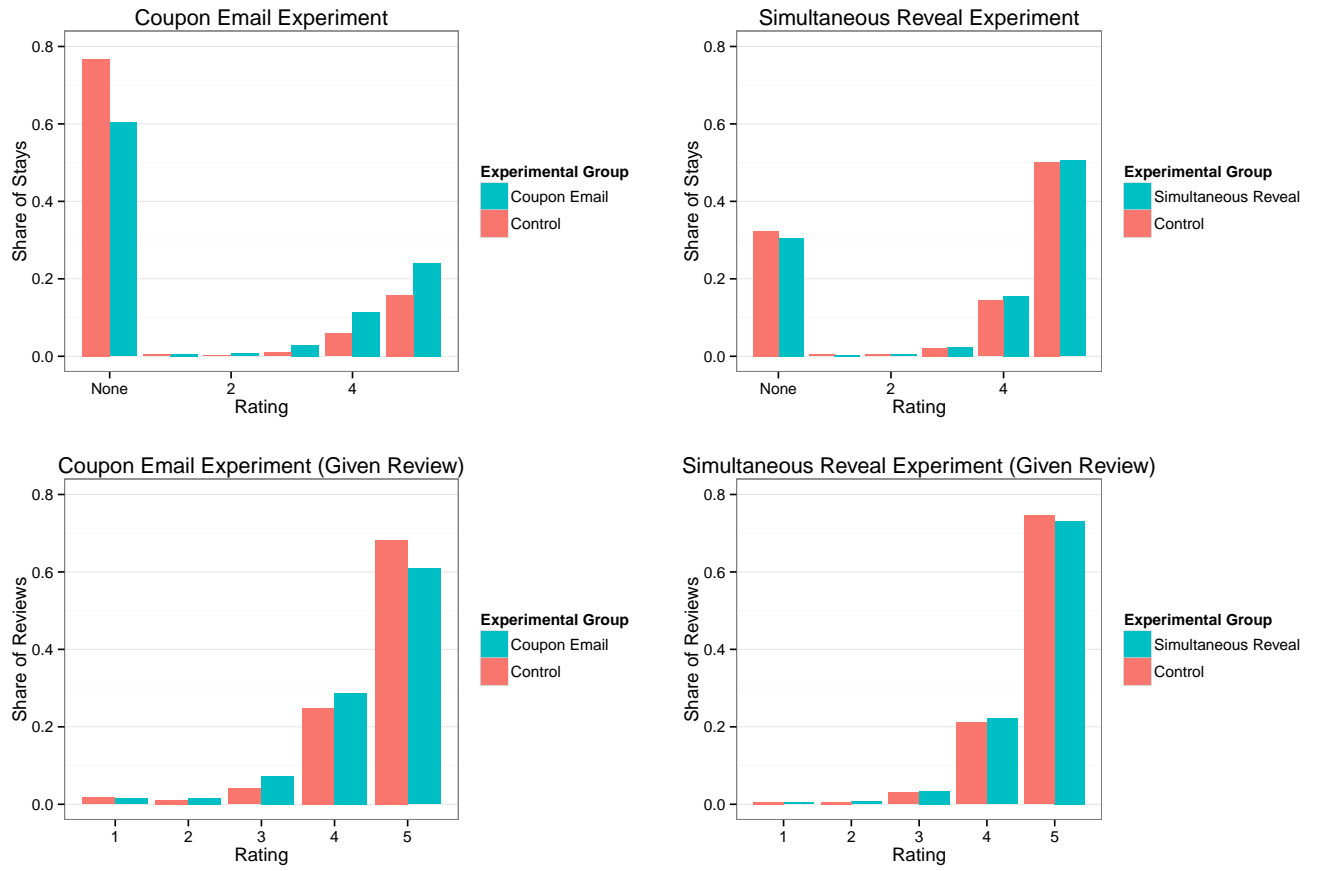 Coupon Email Experiment
Share of Stays
0.8
0.6
0.4
0.2
0.0
None
2
4
Rating
Experimental Group
Coupon Email
Control
Simultaneous Reveal Experiment
Share of Stays
0.8
0.6
0.4
0.2
0.0
None
2
4
Rating
Experimental Group
Simultaneous Reveal
Control
Coupon Email Experiment (Given Review)
Share of Reviews
0.8
0.6
0.4
0.2
0.0
1
2
3
4
5
Rating
Experimental Group
Coupon Email
Control
Simultaneous Reveal Experiment (Given Review)
Share of Reviews
0.8
0.6
0.4
0.2
0.0
1
2
3
4
5
Rating
Experimental Group
Simultaneous Reveal
Control